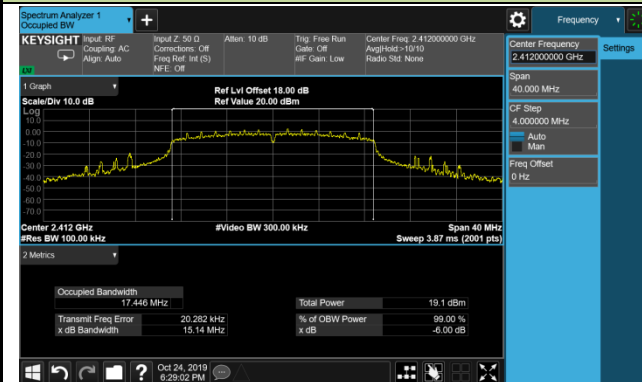 Spectrum Analyzer 1
Occupied BW
Frequency
Settings
KEYSIGHT
Input: RF
Coupling: AC
Align: Auto
Input Z: 50 Ω
Corrections: Off
Freq Ref: Int (S)
NFE: Off
Atten: 10 dB
Trig: Free Run
Gate: Off
#IF Gain: Low
Center Freq: 2.412000000 GHz
Avg|Hold:>10/10
Radio Std: None
1 Graph
Scale/Div 10.0 dB
Ref Lvl Offset 18.00 dB
Ref Value 20.00 dBm
Log
10.0
0.00
-10.0
-20.0
-30.0
-40.0
-50.0
-60.0
-70.0
Center 2.412 GHz
#Res BW 100.00 kHz
#Video BW 300.00 kHz
Span 40 MHz
Sweep 3.87 ms (2001 pts)
2 Metrics
Occupied Bandwidth
17.446 MHz
Transmit Freq Error 20.282 kHz
x dB Bandwidth 15.14 MHz
Total Power 19.1 dBm
% of OBW Power 99.00 %
x dB -6.00 dB
Center Frequency
2.412000000 GHz
Span
40.000 MHz
CF Step
4.000000 MHz
Auto
Man
Freq Offset
0 Hz
?
Oct 24, 2019
6:29:02 PM